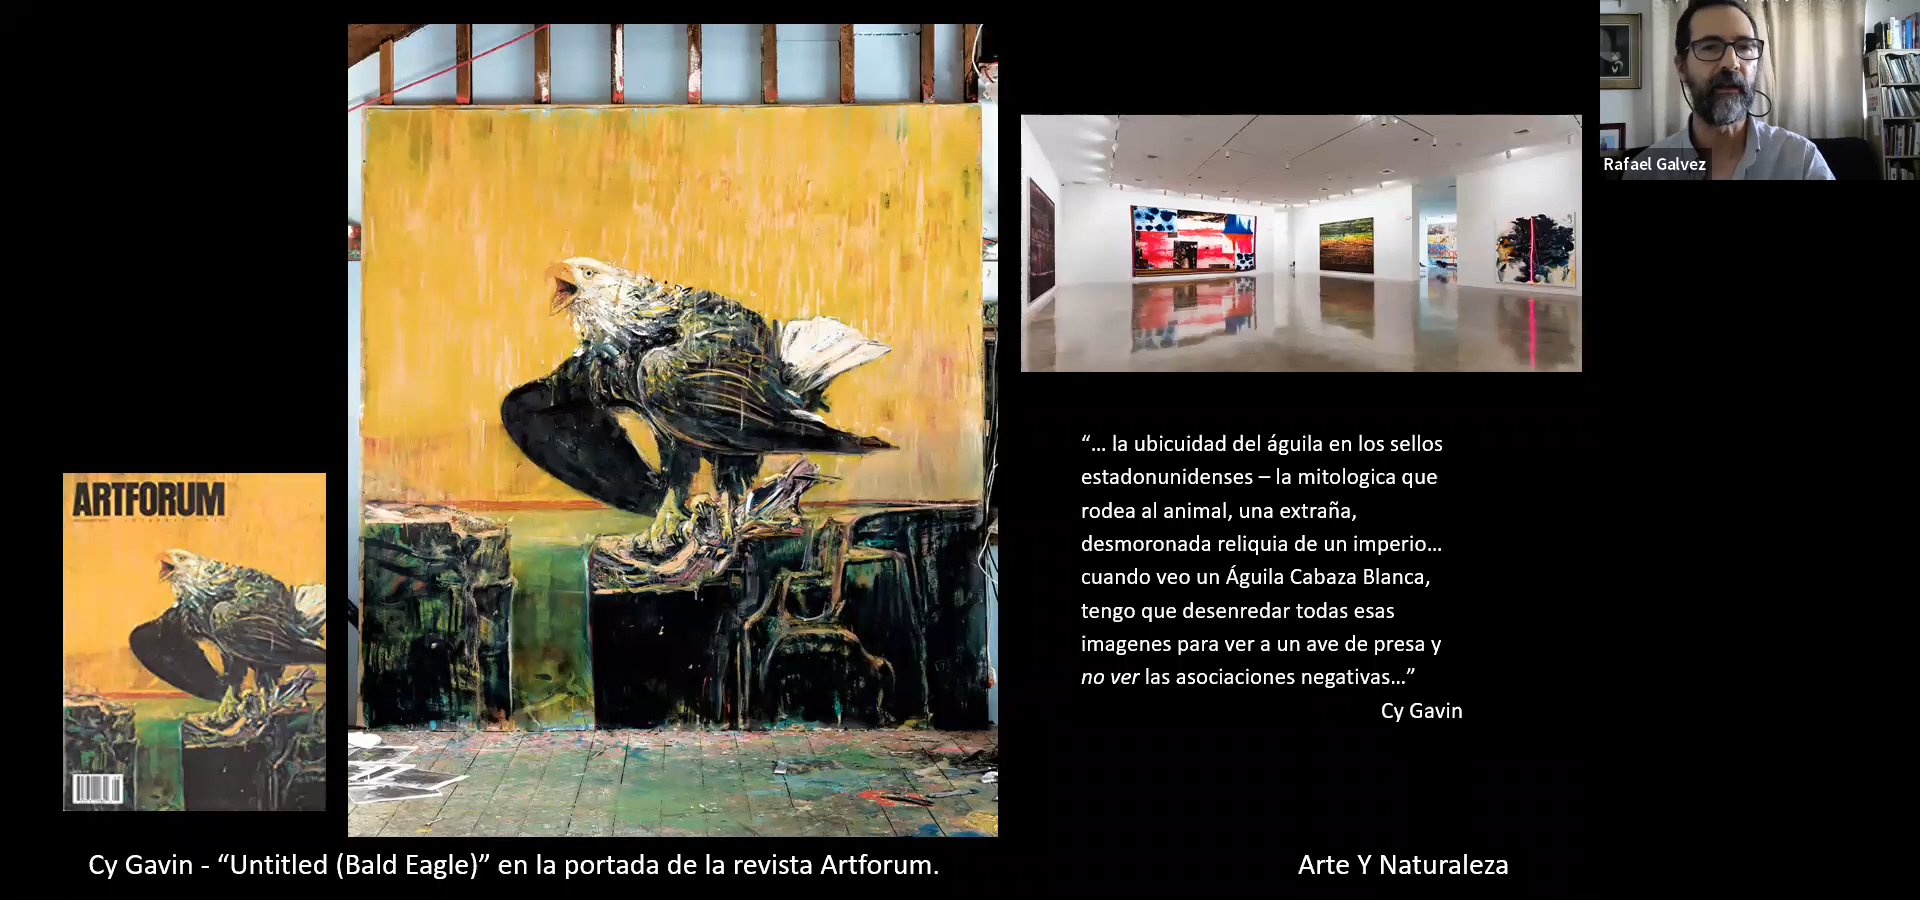 Rafael Galvez
“... la ubicuidad del águila en los sellos
estadonunidenses – la mitologica que
rodea al animal, una extraña,
desmoronada reliquia de un imperio...
cuando veo un Águila Cabaza Blanca,
tengo que desenredar todas esas
imagenes para ver a un ave de presa y
no ver las asociaciones negativas...”
Cy Gavin
ARTFORUM
Cy Gavin - “Untitled (Bald Eagle)” en la portada de la revista Artforum.
Arte Y Naturaleza